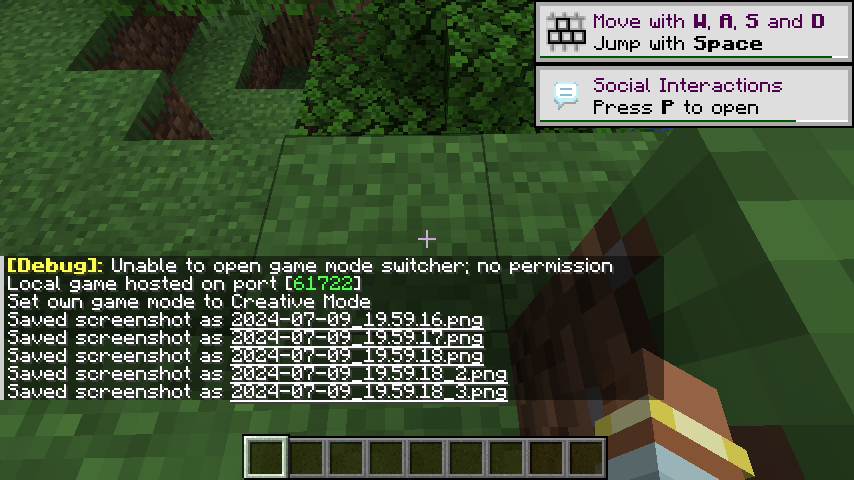 Move with W, A, S and D
Jump with Space
Social Interactions
Press P to open
[Debug]: Unable to open game mode switcher; no permission
Local game hosted on port [61722]
Set own game mode to Creative Mode
Saved screenshot as 2024-07-09_19.59.16.png
Saved screenshot as 2024-07-09_19.59.17.png
Saved screenshot as 2024-07-09_19.59.18.png
Saved screenshot as 2024-07-09_19.59.18_2.png
Saved screenshot as 2024-07-09_19.59.18_3.png